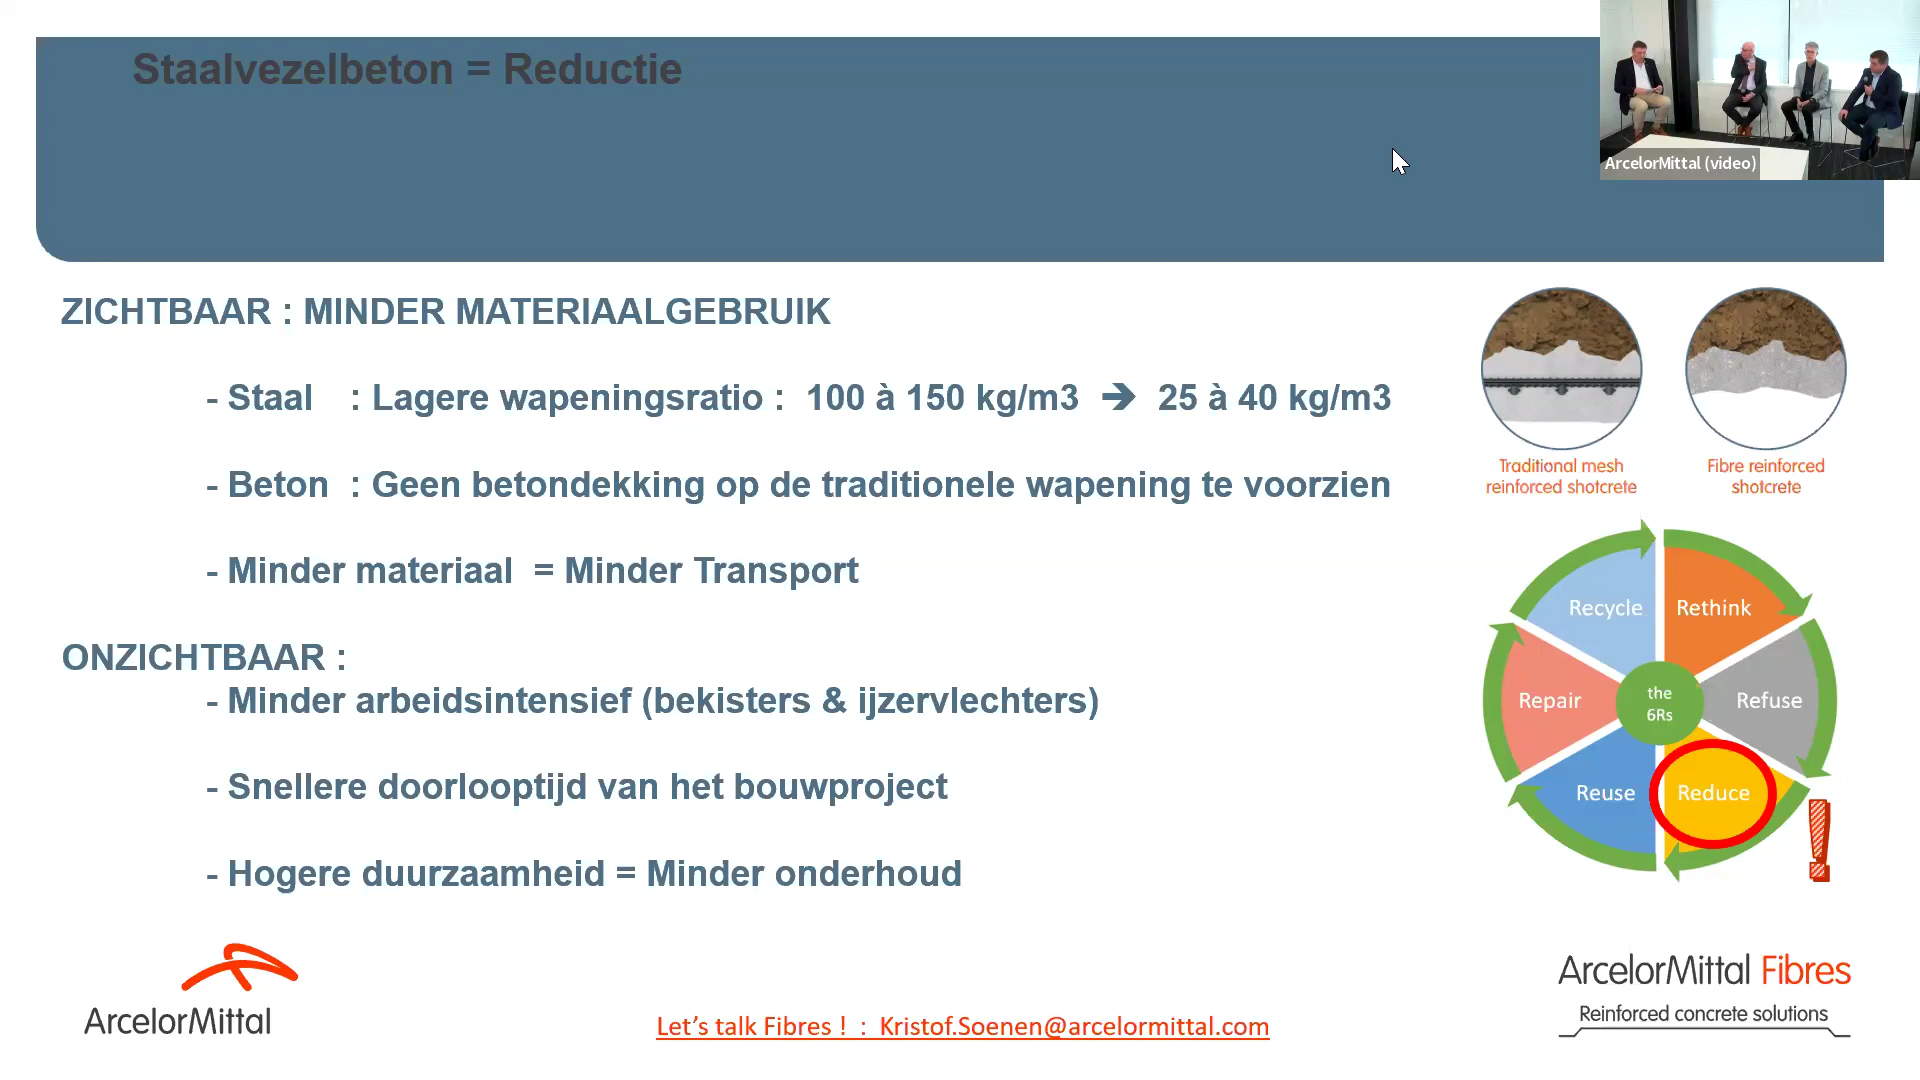 Staalvezelbeton = Reductie
ArcelorMittal (video)
ZICHTBAAR : MINDER MATERIAALGEBRUIK
- Staal : Lagere wapeningsratio : 100 à 150 kg/m3 ➔ 25 à 40 kg/m3
- Beton : Geen betondekking op de traditionele wapening te voorzien
- Minder materiaal = Minder Transport
ONZICHTBAAR :
- Minder arbeidsintensief (bekisters & ijzervlechters)
- Snellere doorlooptijd van het bouwproject
- Hogere duurzaamheid = Minder onderhoud
Traditional mesh
reinforced shotcrete
Fibre reinforced
shotcrete
Recycle
Rethink
Repair
the
6Rs
Refuse
Reuse
Reduce
!
ArcelorMittal
Let's talk Fibres ! : Kristof.Soenen@arcelormittal.com
ArcelorMittal Fibres
Reinforced concrete solutions